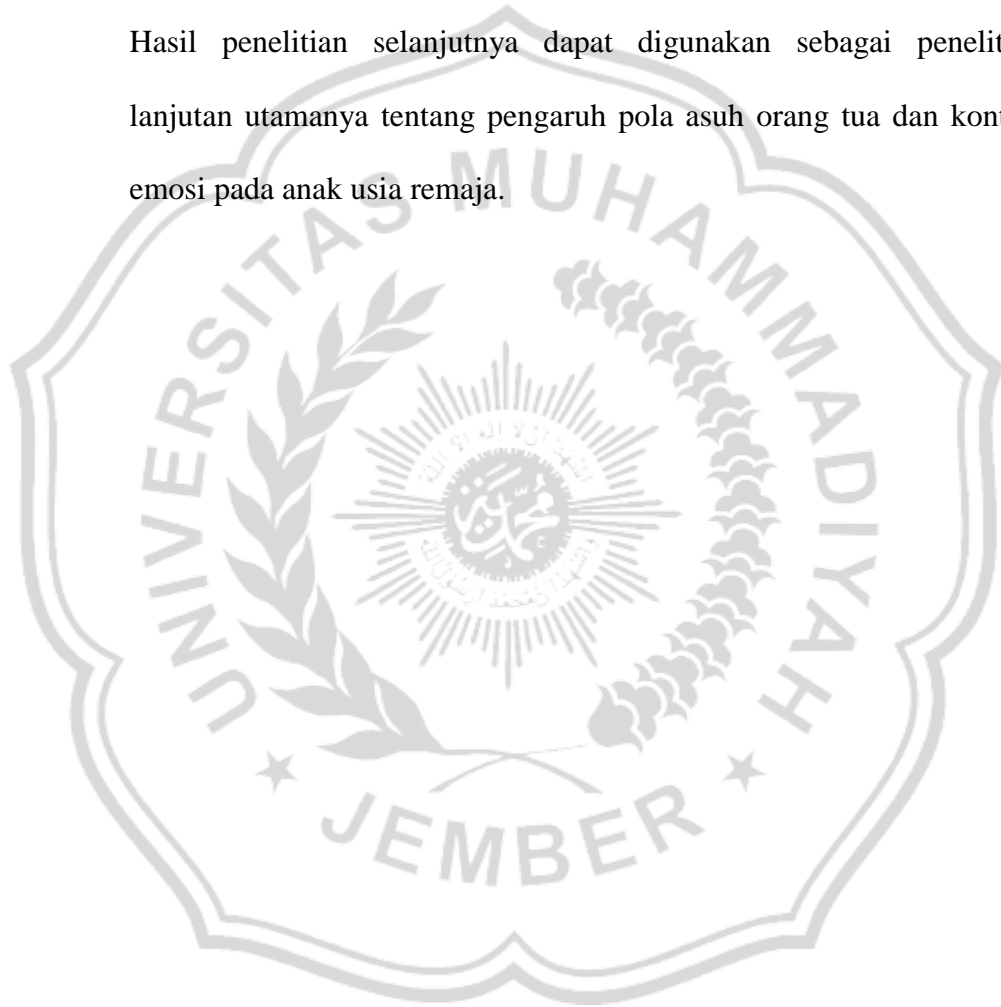 Hasil penelitian selanjutnya dapat digunakan sebagai penelit
lanjutan utamanya tentang pengaruh pola asuh orang tua dan kont
emosi pada anak usia remaja.
UNIVERSITAS MUHAMMADIYAH
JEMBER